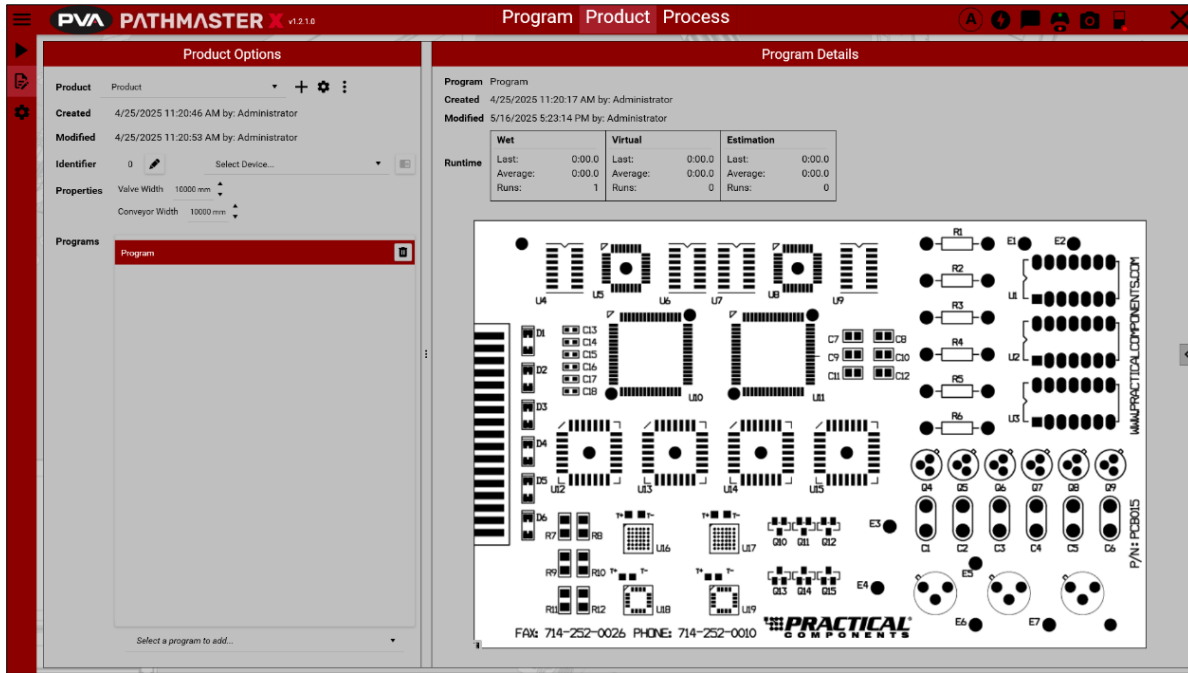 PVA PATHMASTER X v1.2.1.0
Program Product Process
A
Product Options
Product Product
Created 4/25/2025 11:20:46 AM by: Administrator
Modified 4/25/2025 11:20:53 AM by: Administrator
Identifier 0 Select Device...
Properties Valve Width 10000 mm
Conveyor Width 10000 mm
Programs
Program
Select a program to add...
Program Details
Program Program
Created 4/25/2025 11:20:17 AM by: Administrator
Modified 5/16/2025 5:23:14 PM by: Administrator
Runtime
Wet Virtual Estimation
Last: 0:00.0 Last: 0:00.0 Last: 0:00.0
Average: 0:00.0 Average: 0:00.0 Average: 0:00.0
Runs: 1 Runs: 0 Runs: 0
R1 E1 E2
U4 U5 U6 U7 U8 U9
R2 U1
R3
D1 C13
C14
C15
C16
C17
C18
C7 C8
C9 C10
C11 C12
R4 U2
D2
R5
U10 U11
D3
R6 U3
D4
D5
U12 U13 U14 U15
Q4 Q5 Q6 Q7 Q8 Q9
D6
R7 R8
T+ T- T+ T-
U16 U17
Q10 Q11 Q12
E3
C1 C2 C3 C4 C5 C6
R9 R10
T+ T- T+ T-
E5
Q13 Q14 Q15
E4
R11 R12
U18 U19
E6 E7
FAX: 714-252-0026 PHONE: 714-252-0010
PRACTICAL
COMPONENTS
WWW.PRACTICALCOMPONENTS.COM
P/N: PCB015